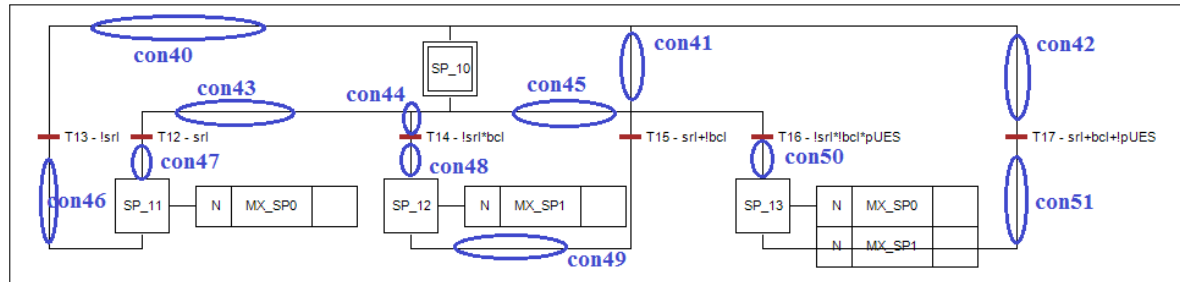 con40
con41
con42
SP_10
con43
con44
con45
T13 - !srl
T12 - srl
T14 - !srl*bcl
T15 - srl+!bcl
T16 - !srl*!bcl*pUES
T17 - srl+bcl+!pUES
con47
con48
con50
con46
SP_11
N
MX_SP0
SP_12
N
MX_SP1
SP_13
N
MX_SP0
con51
N
MX_SP1
con49